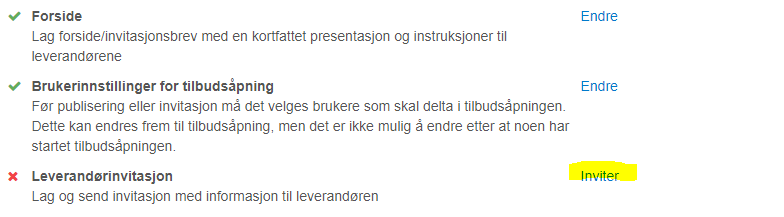 Forside Endre
Lag forside/invitasjonsbrev med en kortfattet presentasjon og instruksjoner til
leverandørene
Brukerinnstillinger for tilbudsåpning Endre
Før publisering eller invitasjon må det velges brukere som skal delta i tilbudsåpningen.
Dette kan endres frem til tilbudsåpning, men det er ikke mulig å endre etter at noen har
startet tilbudsåpningen.
Leverandørinvitasjon Inviter
Lag og send invitasjon med informasjon til leverandøren